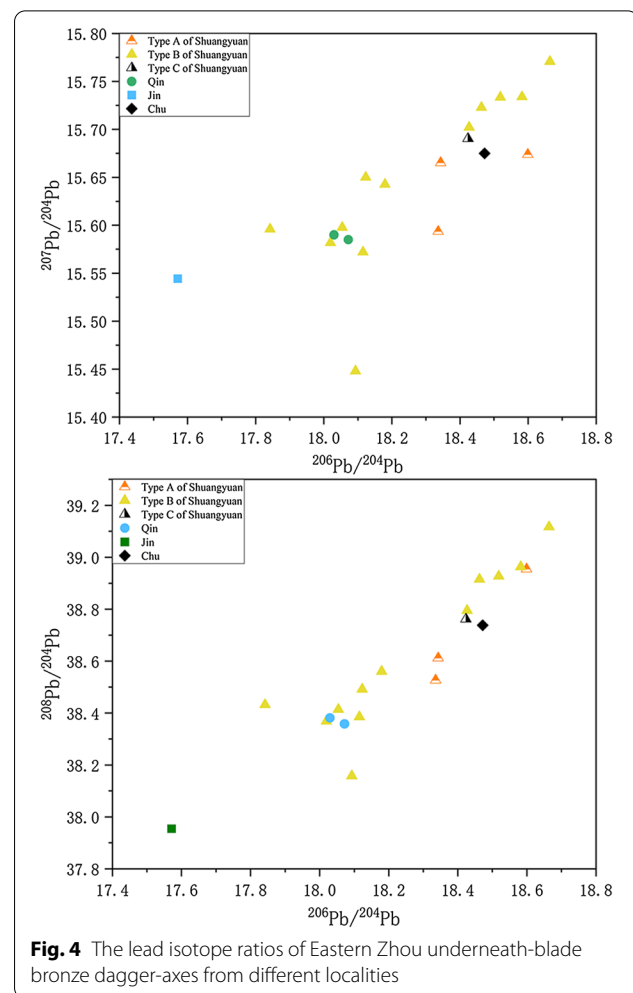 15.80
15.75
15.70
15.65
15.60
15.55
15.50
15.45
15.40
207Pb/204Pb
Type A of Shuangyuan
Type B of Shuangyuan
Type C of Shuangyuan
Qin
Jin
Chu
17.4 17.6 17.8 18.0 18.2 18.4 18.6 18.8
206Pb/204Pb
39.2
39.0
38.8
38.6
38.4
38.2
38.0
37.8
208Pb/204Pb
Type A of Shuangyuan
Type B of Shuangyuan
Type C of Shuangyuan
Qin
Jin
Chu
17.4 17.6 17.8 18.0 18.2 18.4 18.6 18.8
206Pb/204Pb
Fig. 4 The lead isotope ratios of Eastern Zhou underneath-blade
bronze dagger-axes from different localities